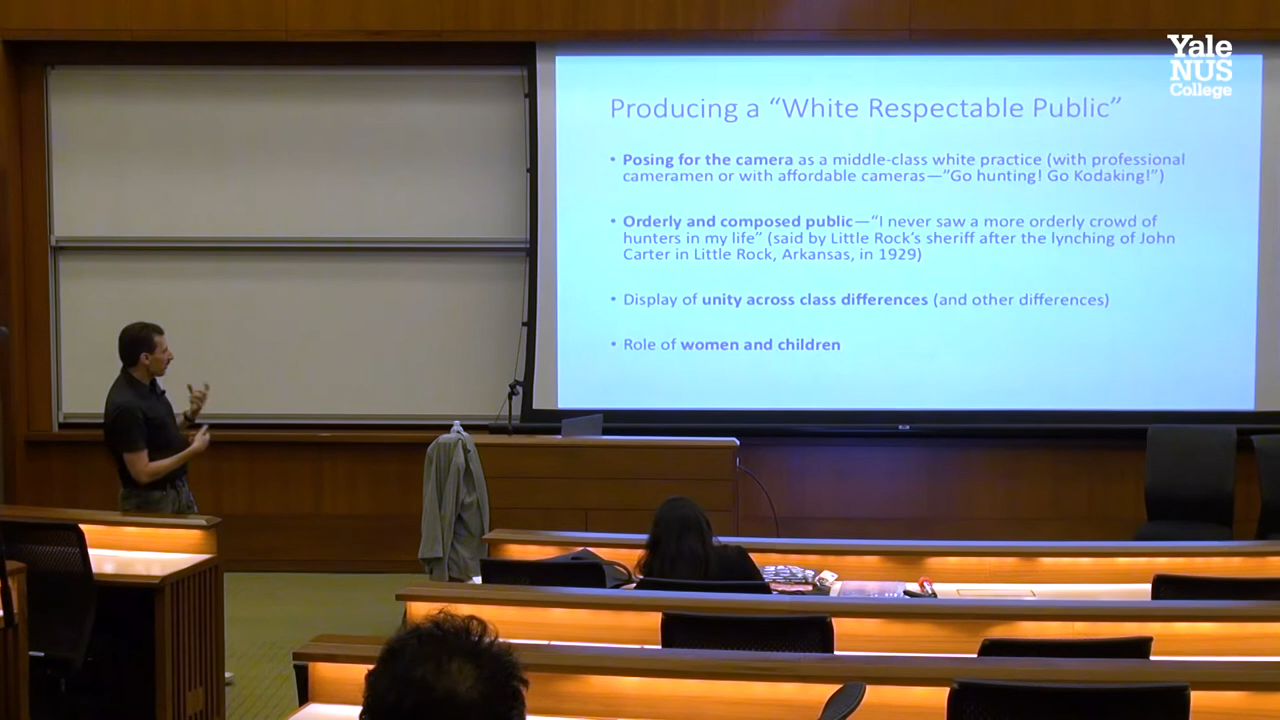 Yale
NUS
College
Producing a “White Respectable Public”
• Posing for the camera as a middle-class white practice (with professional
cameramen or with affordable cameras—”Go hunting! Go Kodaking!”)
• Orderly and composed public—“I never saw a more orderly crowd of
hunters in my life” (said by Little Rock’s sheriff after the lynching of John
Carter in Little Rock, Arkansas, in 1929)
• Display of unity across class differences (and other differences)
• Role of women and children